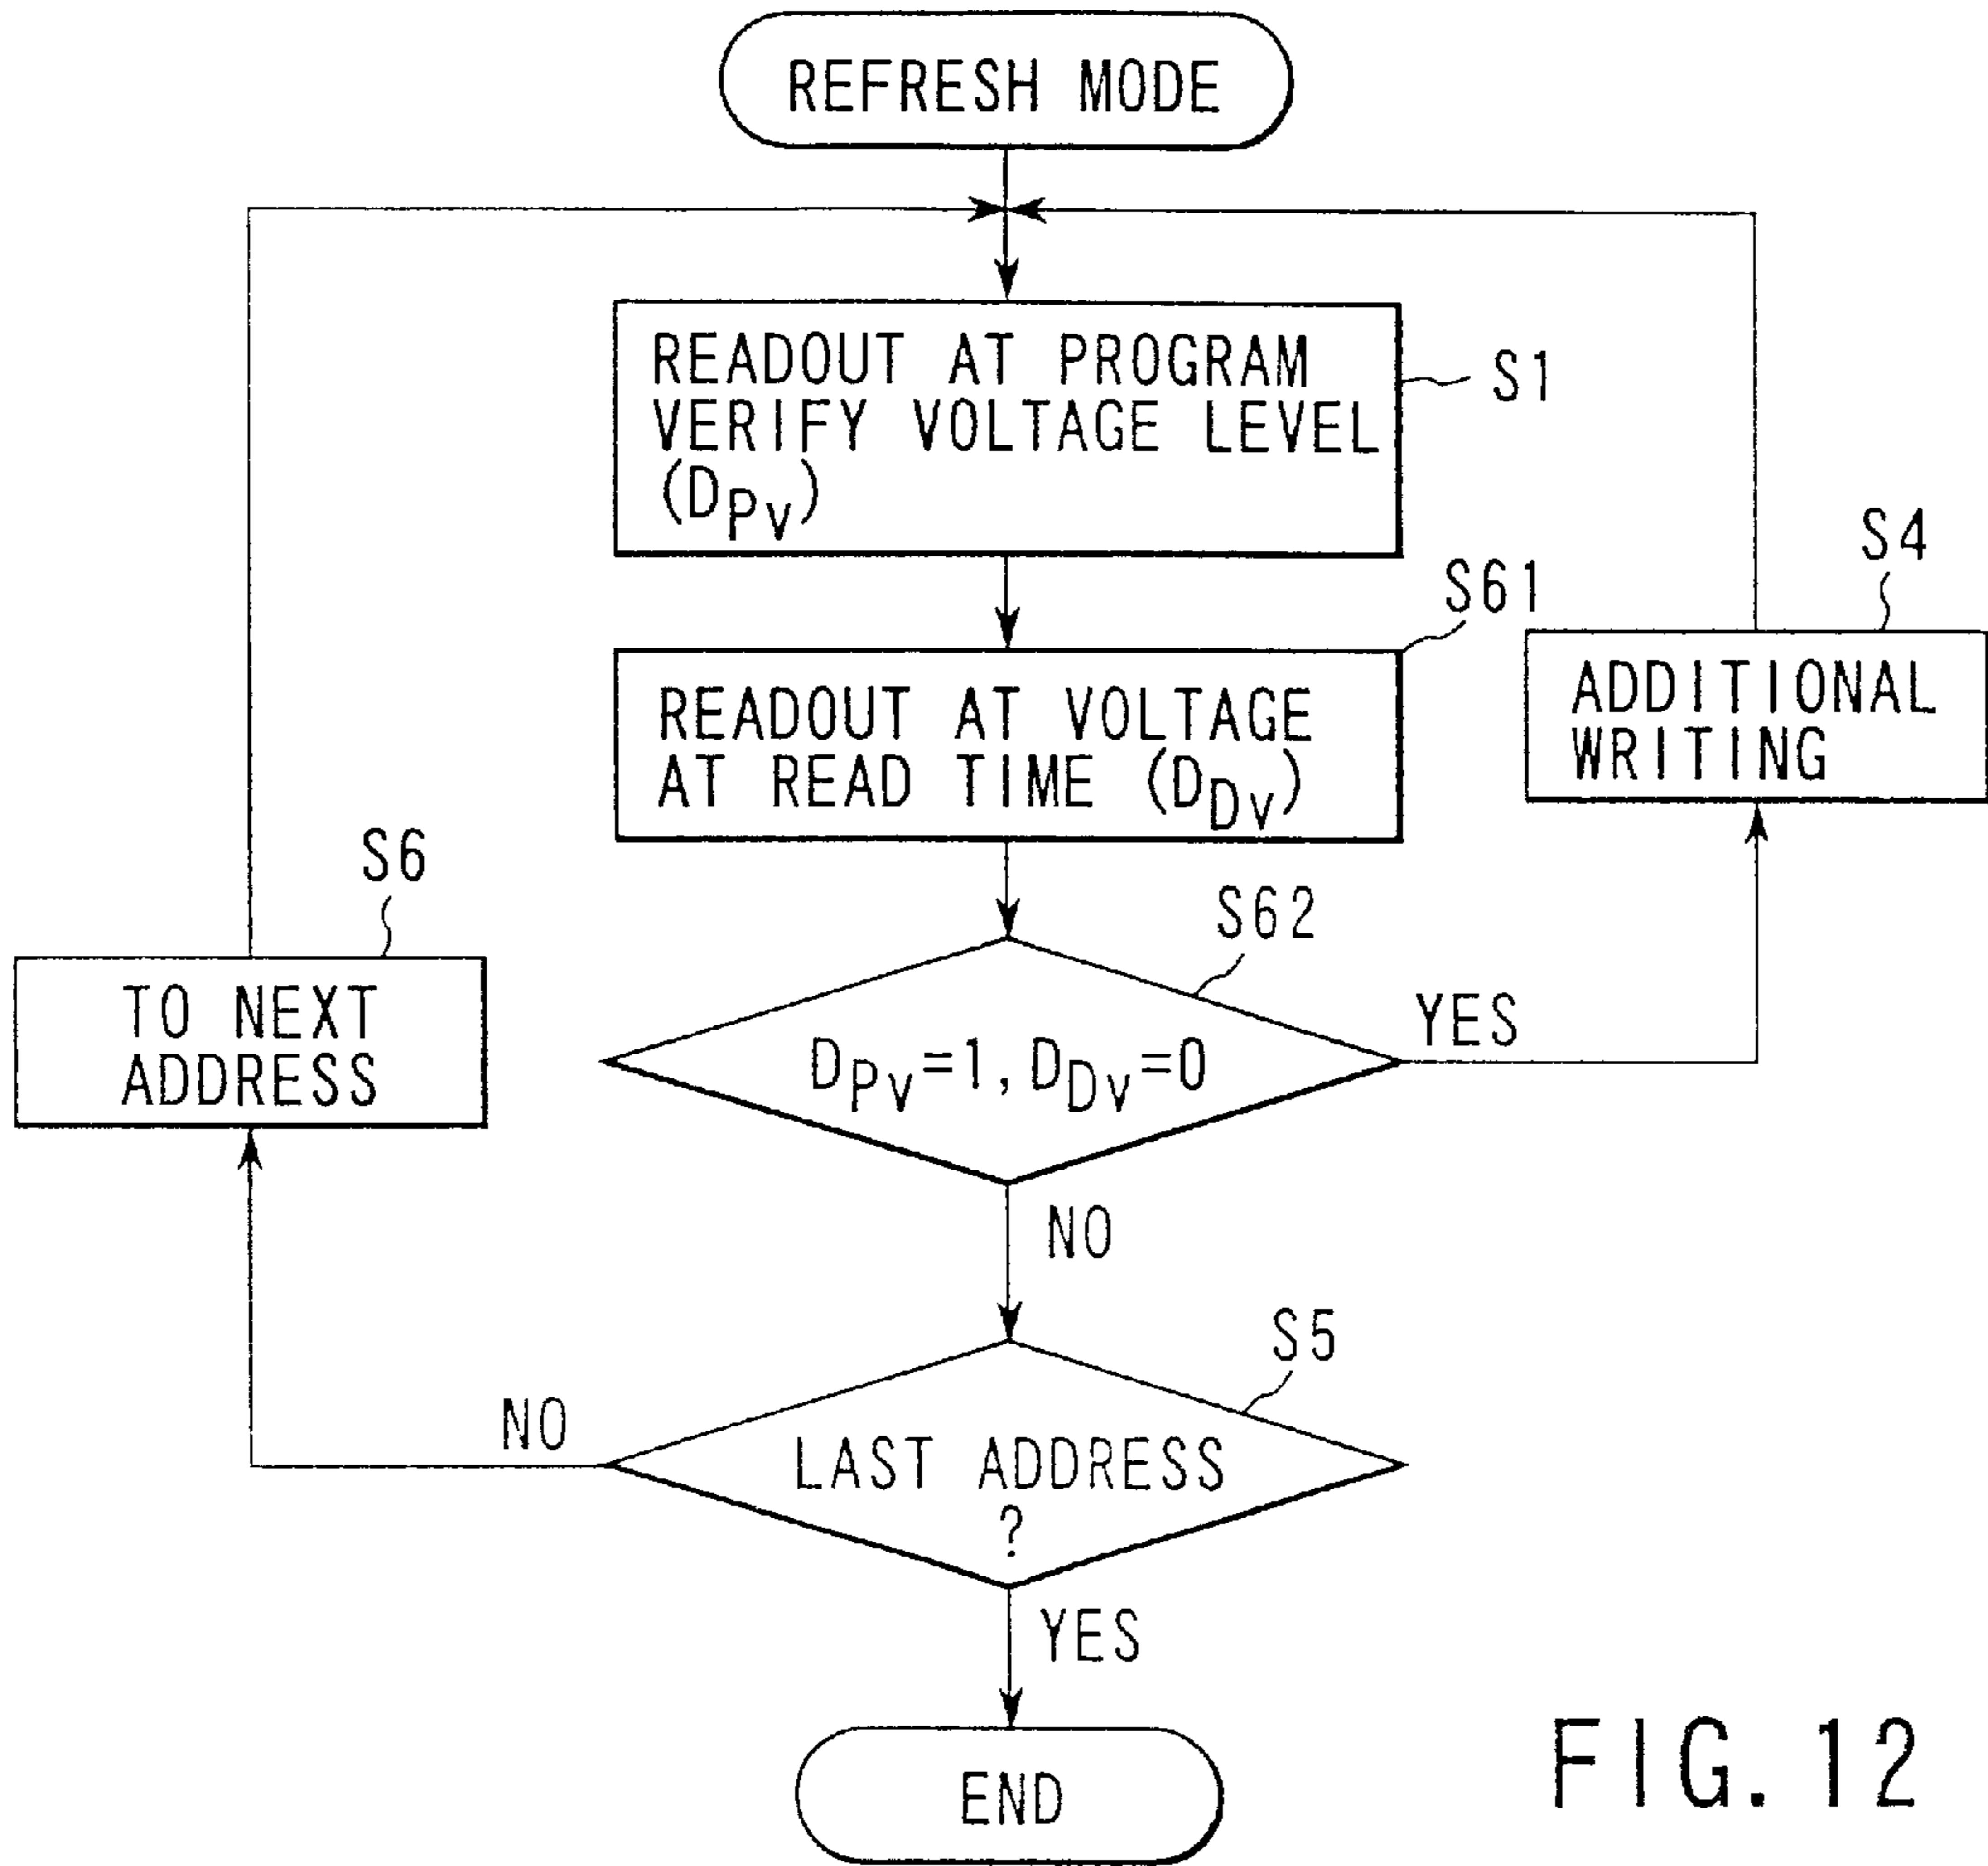 REFRESH MODE
READOUT AT PROGRAM
VERIFY VOLTAGE LEVEL
(DPV)
S1
S61
READOUT AT VOLTAGE
AT READ TIME (DDV)
S4
ADDITIONAL
WRITING
S6
TO NEXT
ADDRESS
S62
DPV=1, DDV=0
YES
NO
S5
LAST ADDRESS
?
NO
YES
END
FIG. 12